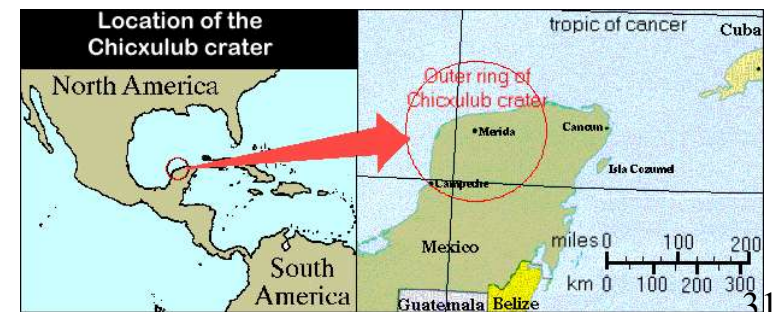 Location of the
Chicxulub crater
North America
South
America
tropic of cancer
Cuba
Outer ring of
Chicxulub crater
Merida
Cancun
Isla Cozumel
Campeche
Mexico
miles 0 100 200
km 0 100 200 300
Guatemala Belize
31